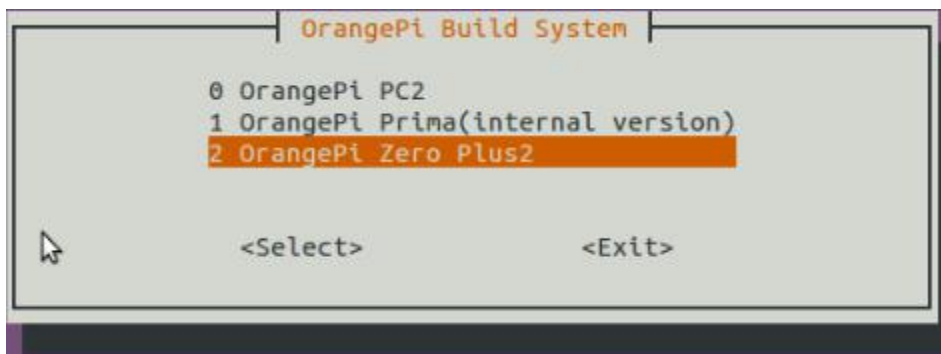 OrangePi Build System
0 OrangePi PC2
1 OrangePi Prima(internal version)
2 OrangePi Zero Plus2
<Select> <Exit>